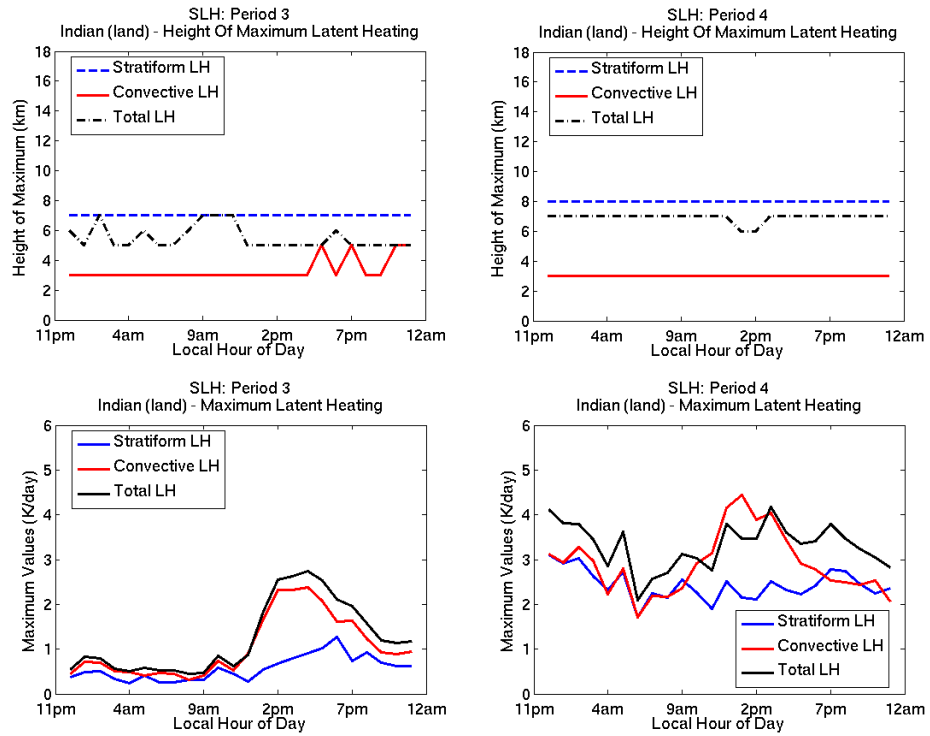 SLH: Period 3
Indian (land) - Height Of Maximum Latent Heating
Height of Maximum (km)
18
16
14
12
10
8
6
4
2
0
Stratiform LH
Convective LH
Total LH
11pm 4am 9am 2pm 7pm 12am
Local Hour of Day
SLH: Period 4
Indian (land) - Height Of Maximum Latent Heating
Height of Maximum (km)
18
16
14
12
10
8
6
4
2
0
Stratiform LH
Convective LH
Total LH
11pm 4am 9am 2pm 7pm 12am
Local Hour of Day
SLH: Period 3
Indian (land) - Maximum Latent Heating
Maximum Values (K/day)
6
5
4
3
2
1
0
Stratiform LH
Convective LH
Total LH
11pm 4am 9am 2pm 7pm 12am
Local Hour of Day
SLH: Period 4
Indian (land) - Maximum Latent Heating
Maximum Values (K/day)
6
5
4
3
2
1
0
Stratiform LH
Convective LH
Total LH
11pm 4am 9am 2pm 7pm 12am
Local Hour of Day